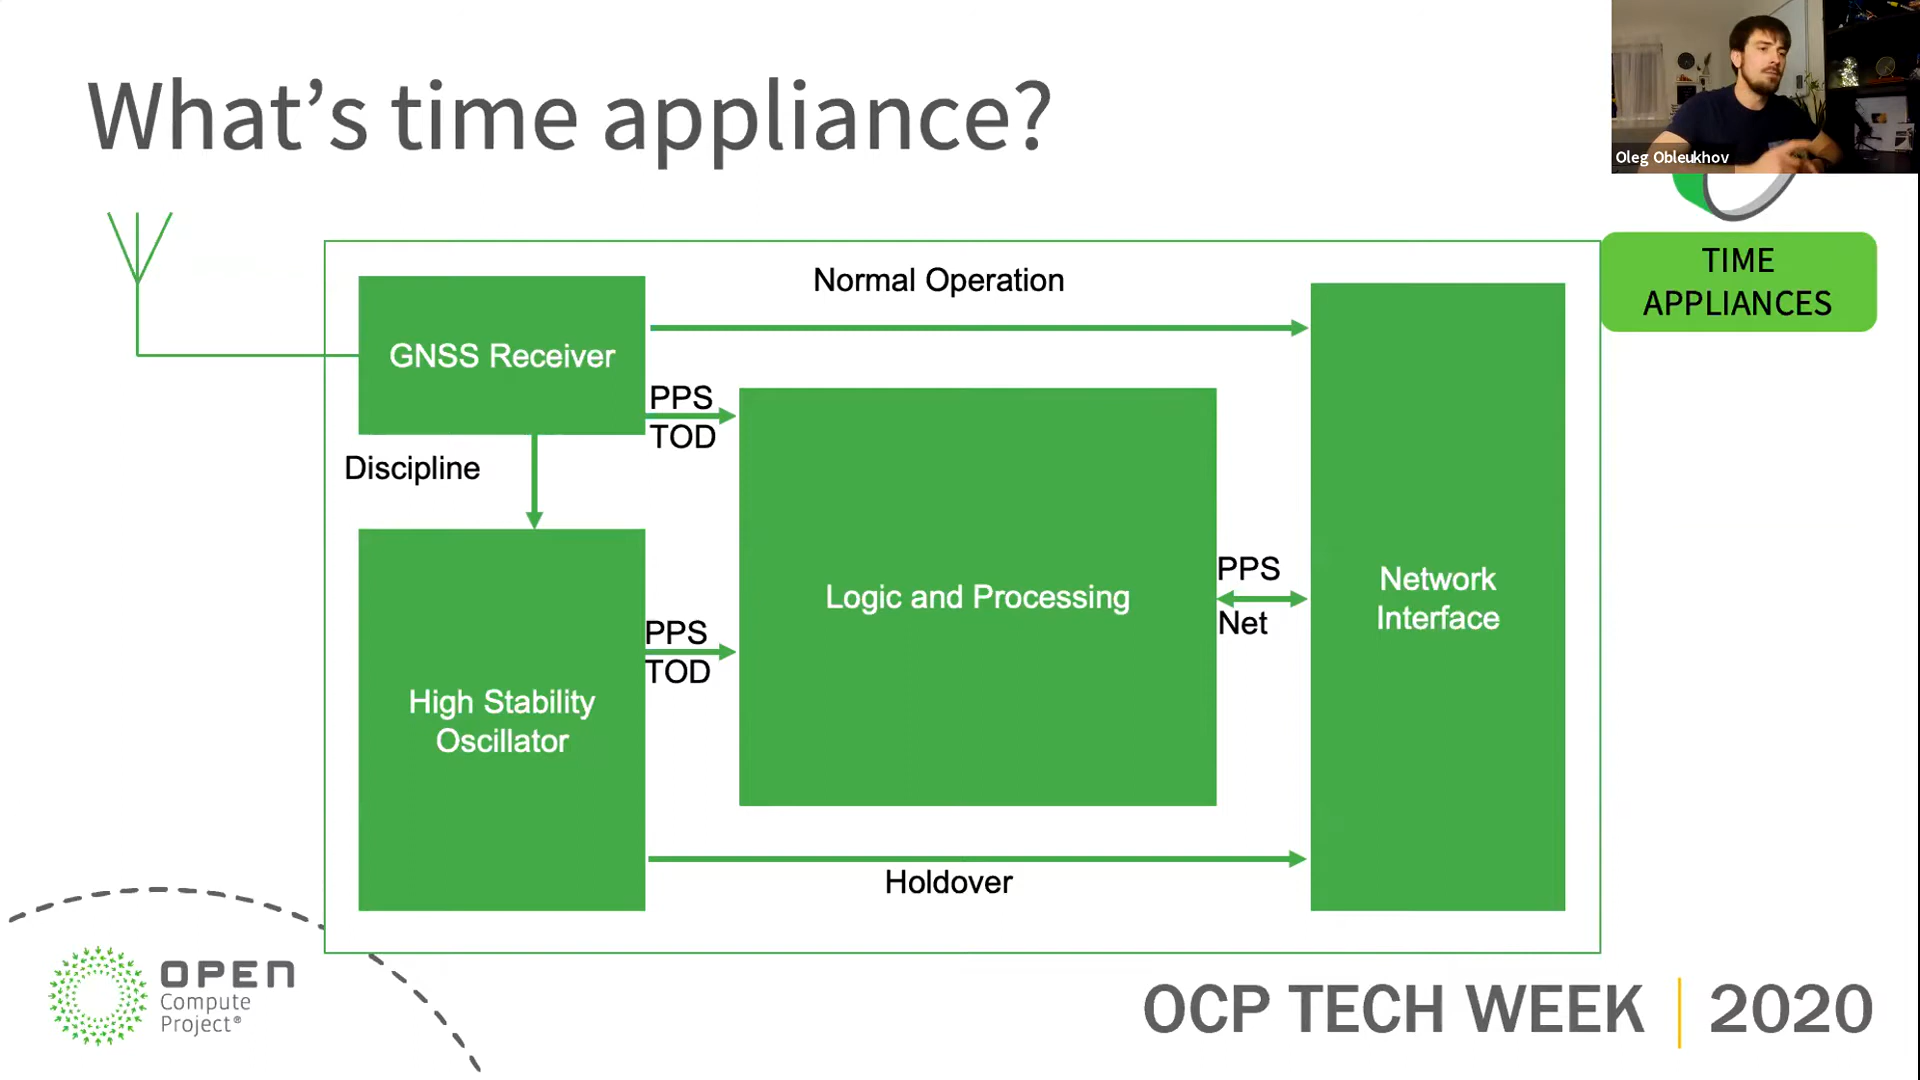 What's time appliance?
Oleg Obleukhov
TIME
APPLIANCES
Normal Operation
GNSS Receiver
PPS
TOD
Discipline
Logic and Processing
PPS
Net
Network
Interface
PPS
TOD
High Stability
Oscillator
Holdover
OPEN
Compute
Project®
OCP TECH WEEK | 2020